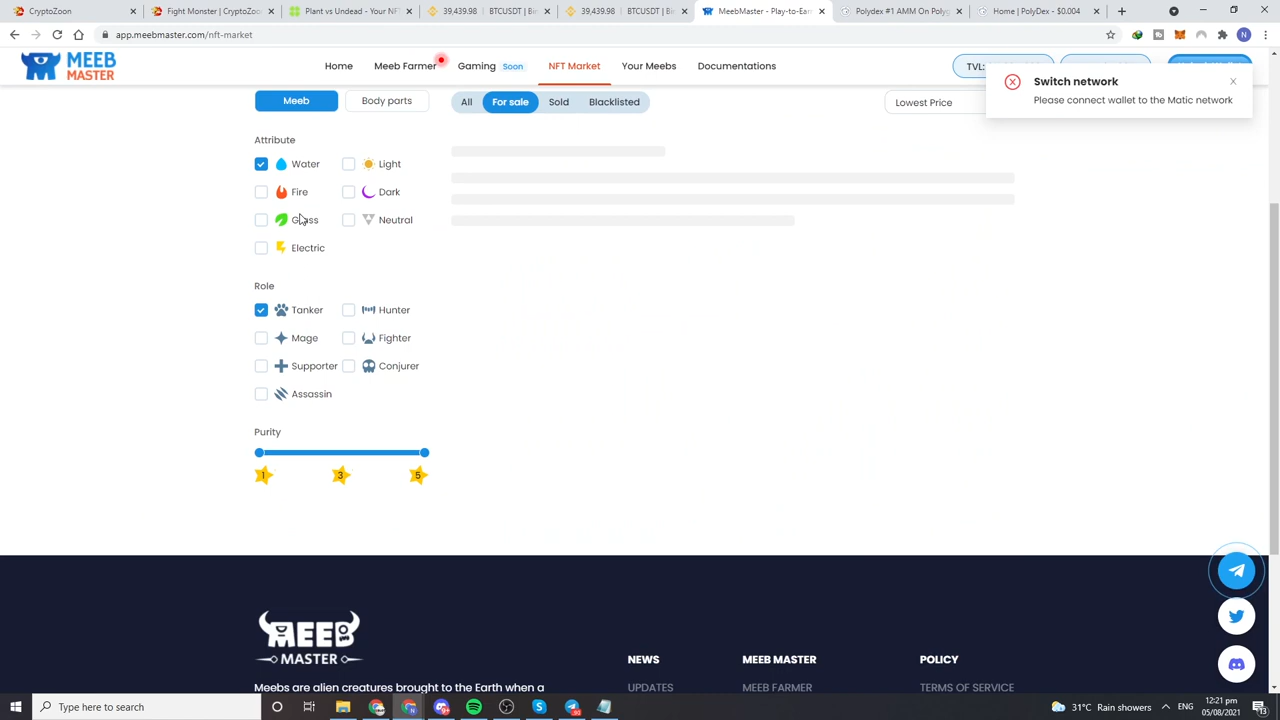 CryptoZoon
Fight Monster | CryptoZoo
Plant vs Undead - Your NFT
39,439.98 | BTCUSDT | Bin
39,439.98 | BTCUSDT | Bin
MeebMaster - Play-to-Earn
Polydex #1 AMM On Polyg
Home | PolyDex - $0.004
app.meebmaster.com/nft-market
N
MEEB
MASTER
Home
Meeb Farmer
Gaming Soon
NFT Market
Your Meebs
Documentations
TVL:
Switch network
Please connect wallet to the Matic network
Meeb
Body parts
All
For sale
Sold
Blacklisted
Lowest Price
Attribute
Water
Light
Fire
Dark
Grass
Neutral
Electric
Role
Tanker
Hunter
Mage
Fighter
Supporter
Conjurer
Assassin
Purity
1
3
5
MEEB
MASTER
NEWS
MEEB MASTER
POLICY
Meebs are alien creatures brought to the Earth when a
UPDATES
MEEB FARMER
TERMS OF SERVICE
Type here to search
31°C Rain showers
ENG
12:21 pm
05/08/2021